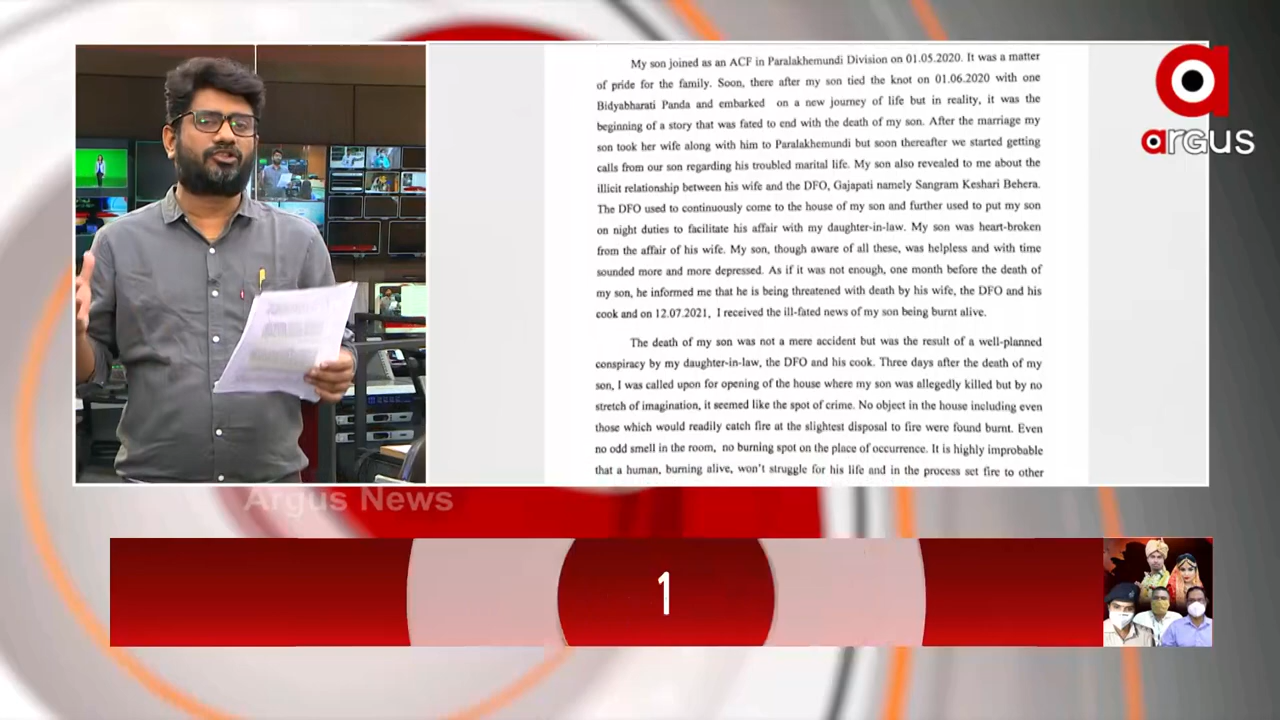 My son joined as an ACF in Paralakhemundi Division on 01.05.2020. It was a matter
of pride for the family. Soon, there after my son tied the knot on 01.06.2020 with one
Bidyabharati Panda and embarked on a new journey of life but in reality, it was the
beginning of a story that was fated to end with the death of my son. After the marriage my
son took her wife along with him to Paralakhemundi but soon thereafter we started getting
calls from our son regarding his troubled marital life. My son also revealed to me about the
illicit relationship between his wife and the DFO, Gajapati namely Sangram Keshari Behera.
The DFO used to continuously come to the house of my son and further used to put my son
on night duties to facilitate his affair with my daughter-in-law. My son was heart-broken
from the affair of his wife. My son, though aware of all these, was helpless and with time
sounded more and more depressed. As if it was not enough, one month before the death of
my son, he informed me that he is being threatened with death by his wife, the DFO and his
cook and on 12.07.2021, I received the ill-fated news of my son being burnt alive.
The death of my son was not a mere accident but was the result of a well-planned
conspiracy by my daughter-in-law, the DFO and his cook. Three days after the death of my
son, I was called upon for opening of the house where my son was allegedly killed but by no
stretch of imagination, it seemed like the spot of crime. No object in the house including even
those which would readily catch fire at the slightest disposal to fire were found burnt. Even
no odd smell in the room, no burning spot on the place of occurrence. It is highly improbable
that a human, burning alive, won't struggle for his life and in the process set fire to other
argus
Argus News
1